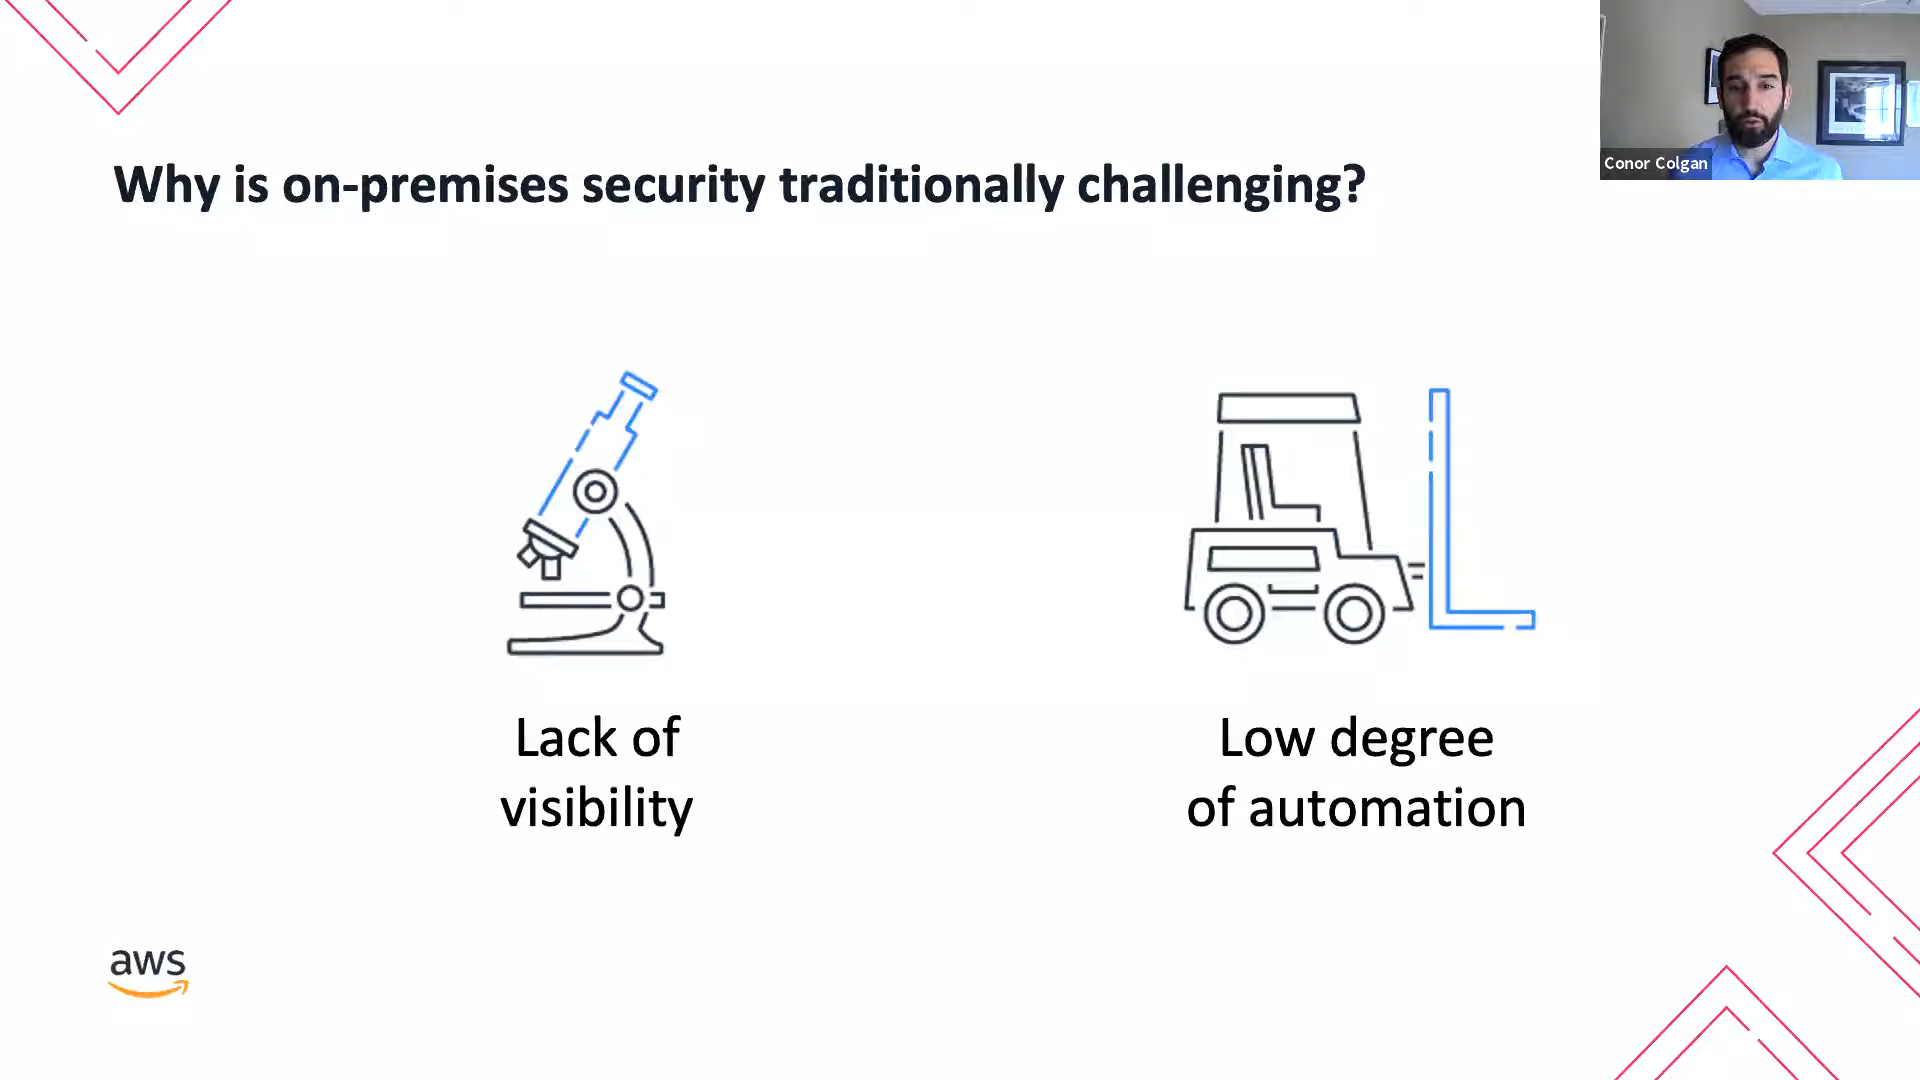 Conor Colgan
Why is on-premises security traditionally challenging?
Lack of
visibility
Low degree
of automation
aws